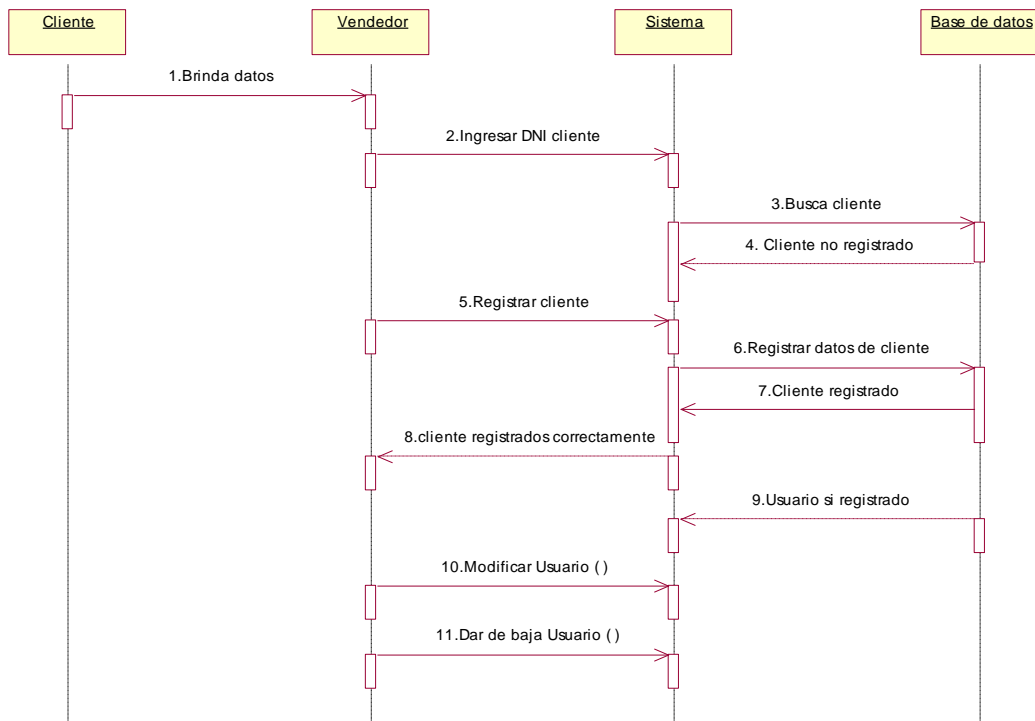 Cliente
Vendedor
Sistema
Base de datos
1.Brinda datos
2.Ingresar DNI cliente
3.Busca cliente
4. Cliente no registrado
5.Registrar cliente
6.Registrar datos de cliente
7.Cliente registrado
8.cliente registrados correctamente
9.Usuario si registrado
10.Modificar Usuario ( )
11.Dar de baja Usuario ( )